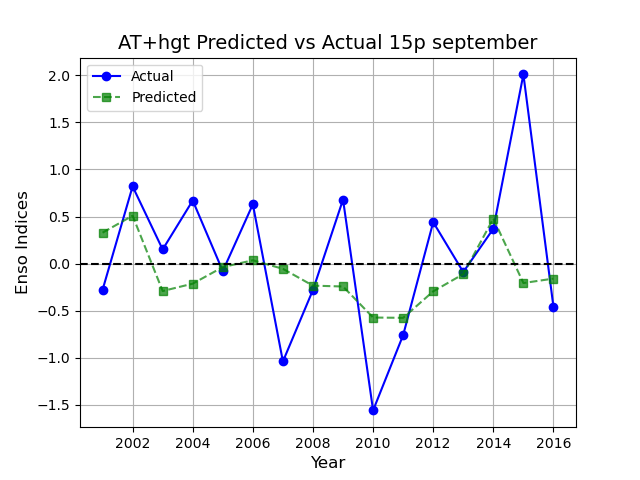 AT+hgt Predicted vs Actual 15p september
Actual
Predicted
2.0
1.5
1.0
0.5
0.0
−0.5
−1.0
−1.5
Enso Indices
2002 2004 2006 2008 2010 2012 2014 2016
Year